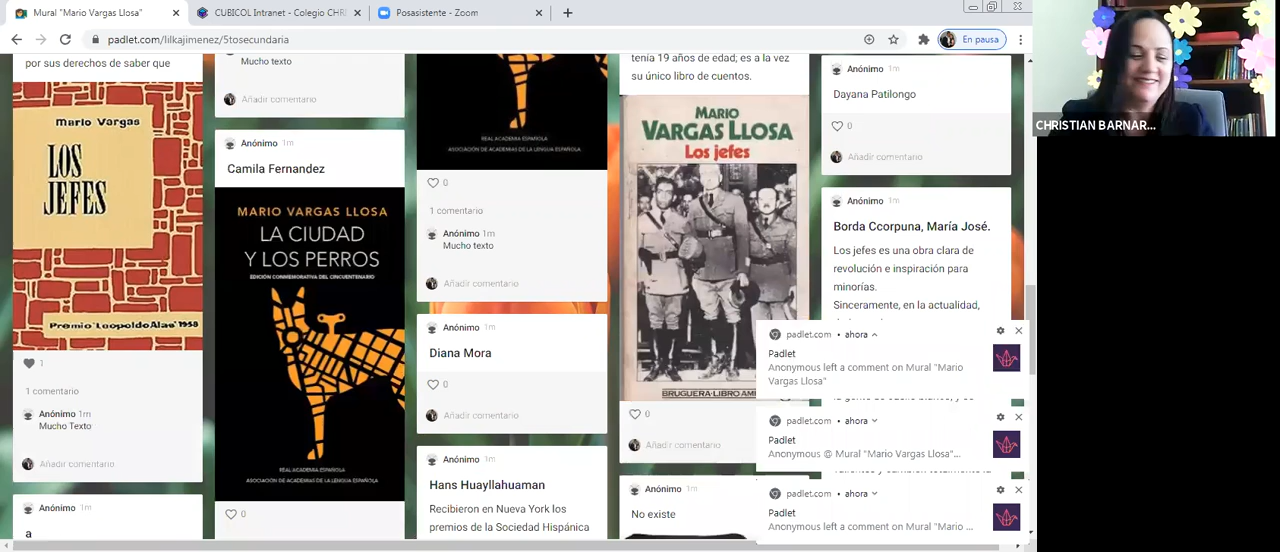 Mural "Mario Vargas Llosa"
CUBICOL Intranet - Colegio CHRI
Posasistente - Zoom
padlet.com/lilkajimenez/5tosecundaria
En pausa
por sus derechos de saber que
Mario Vargas
LOS
JEFES
Premio "Leopoldo Alas" 1958
1
1 comentario
Anónimo 1m
Mucho Texto
Añadir comentario
Anónimo 1m
a
Mucho texto
Añadir comentario
Anónimo 1m
Camila Fernandez
MARIO VARGAS LLOSA
LA CIUDAD
Y LOS PERROS
EDICIÓN CONMEMORATIVA DEL CINCUENTENARIO
REAL ACADEMIA ESPAÑOLA
ASOCIACIÓN DE ACADEMIAS DE LA LENGUA ESPAÑOLA
0
REAL ACADEMIA ESPAÑOLA
ASOCIACIÓN DE ACADEMIAS DE LA LENGUA ESPAÑOLA
0
1 comentario
Anónimo 1m
Mucho texto
Añadir comentario
Anónimo 1m
Diana Mora
0
Añadir comentario
Anónimo 1m
Hans Huayllahuaman
Recibieron en Nueva York los
premios de la Sociedad Hispánica
tenía 19 años de edad; es a la vez
su único libro de cuentos.
MARIO
VARGAS LLOSA
Los jefes
BRUGUERA·LIBRO
0
Añadir comentario
Anónimo 1m
No existe
Anónimo 1m
Dayana Patilongo
0
Añadir comentario
Anónimo 1m
Borda Ccorpuna, María José.
Los jefes es una obra clara de
revolución e inspiración para
minorías.
Sinceramente, en la actualidad,
padlet.com • ahora
Padlet
Anonymous left a comment on Mural "Mario
Vargas Llosa"
padlet.com • ahora
Padlet
Anonymous @ Mural "Mario Vargas Llosa"...
padlet.com • ahora
Padlet
Anonymous left a comment on Mural "Mario ...
CHRISTIAN BARNAR...